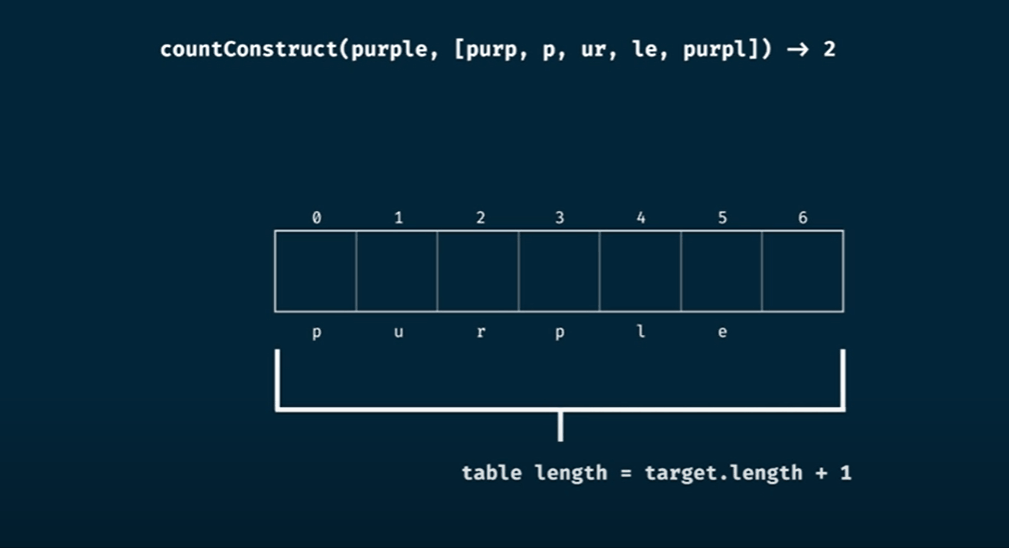 countConstruct(purple, [purp, p, ur, le, purpl]) → 2
0 1 2 3 4 5 6
p u r p l e
table length = target.length + 1